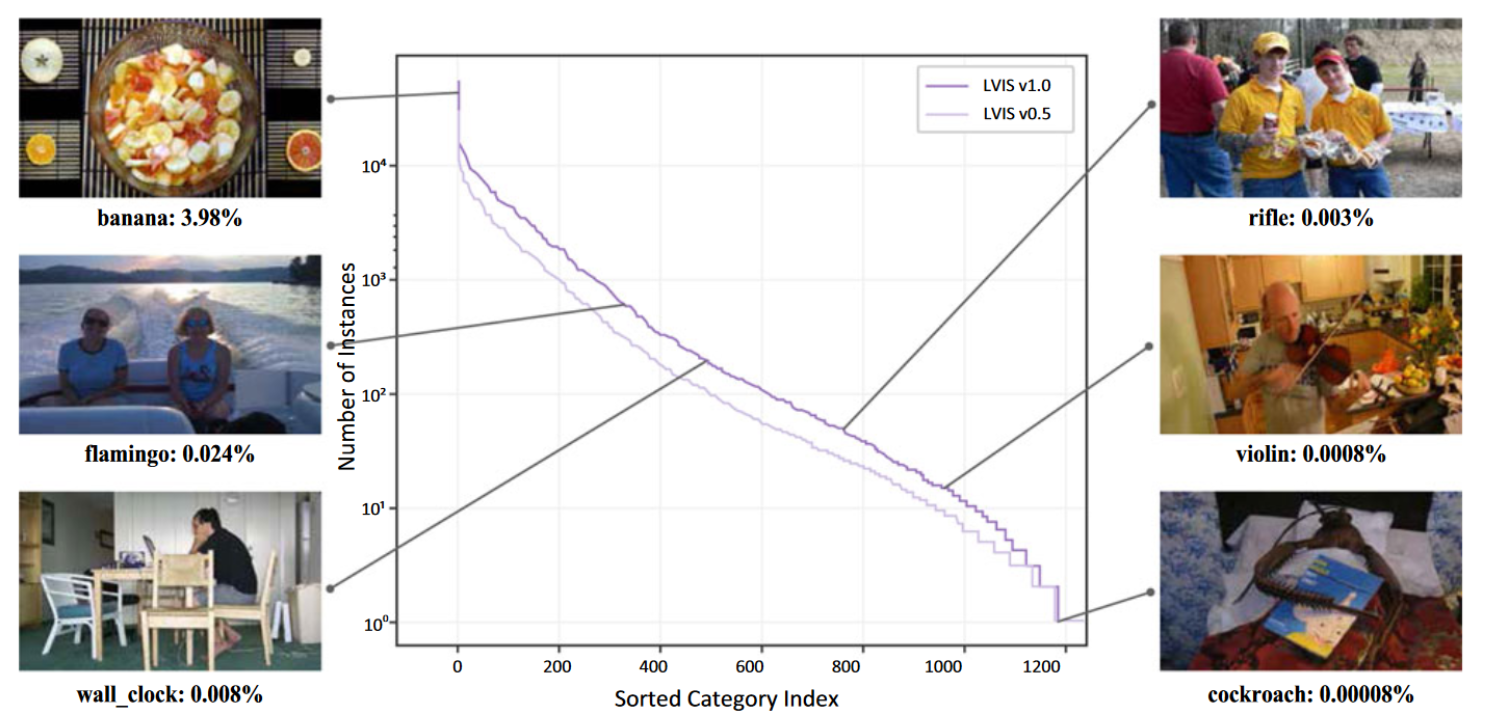 LVIS v1.0
LVIS v0.5
10⁴
10³
10²
10¹
10⁰
Number of Instances
0 200 400 600 800 1000 1200
Sorted Category Index
banana: 3.98%
flamingo: 0.024%
wall_clock: 0.008%
rifle: 0.003%
violin: 0.0008%
cockroach: 0.00008%